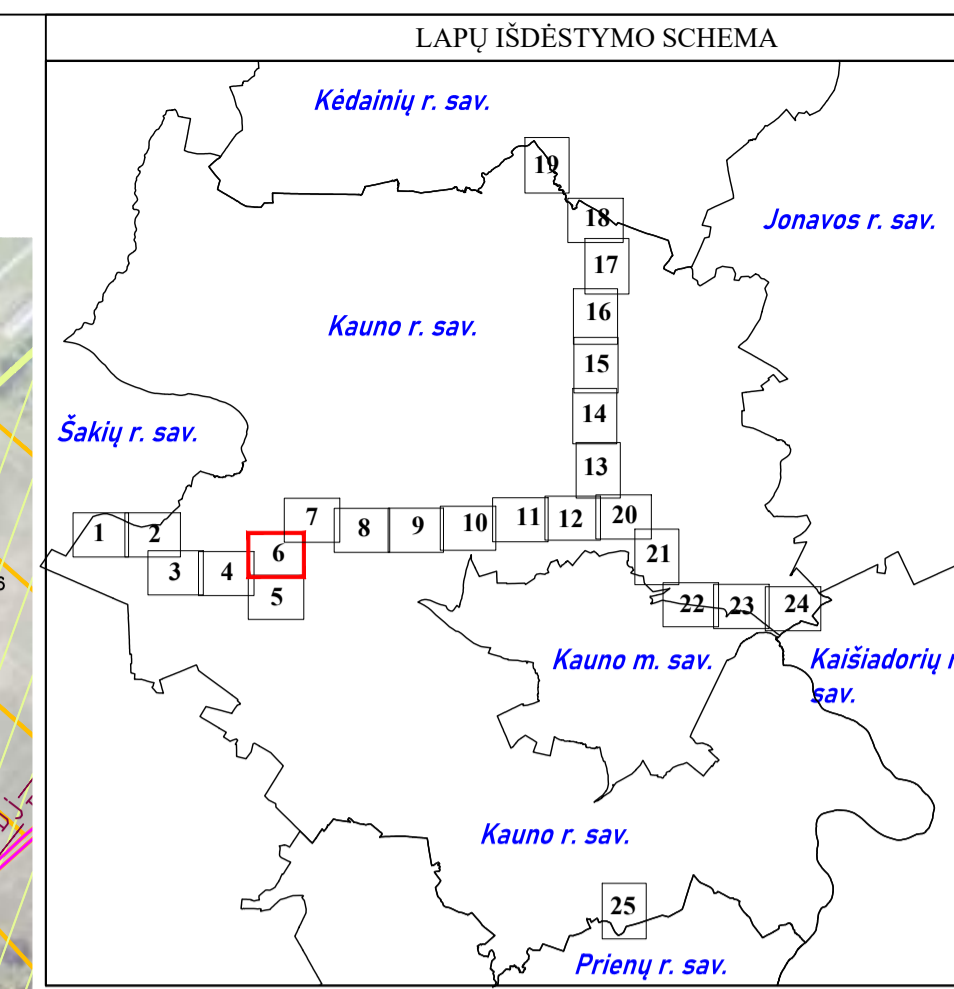 LAPŲ IŠDĖSTYMO SCHEMA
Kėdainių r. sav.
19
18
Jonavos r. sav.
17
16
Kauno r. sav.
15
14
Šakių r. sav.
13
7
20
1
2
8
9
10
11
12
6
21
3
4
5
22
23
24
Kauno m. sav.
Kaišiadorių
sav.
Kauno r. sav.
25
Prienų r. sav.